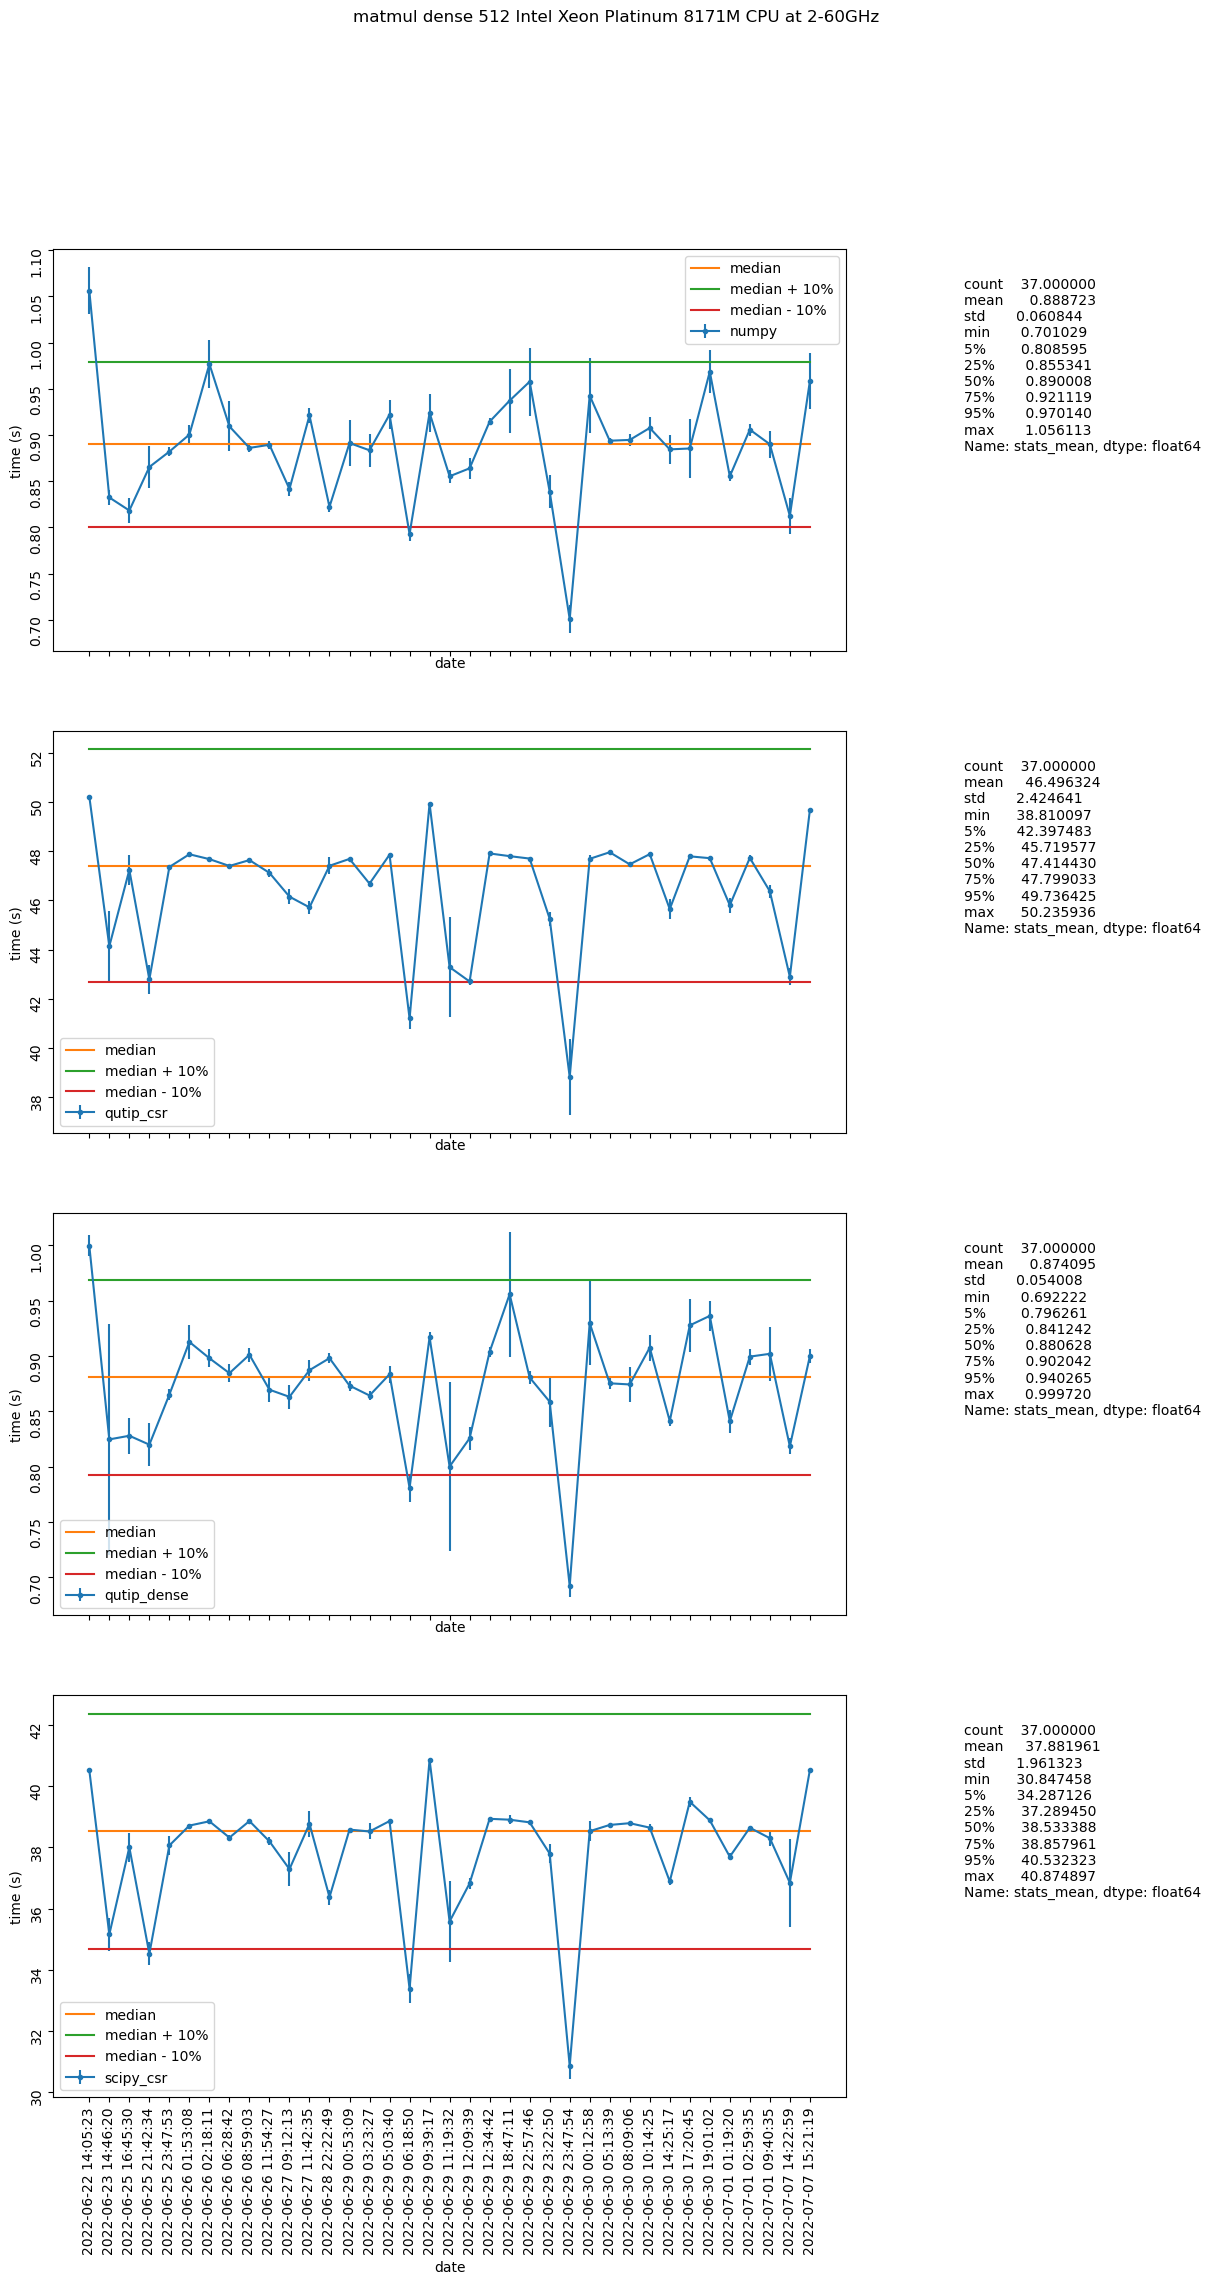 matmul dense 512 Intel Xeon Platinum 8171M CPU at 2-60GHz
1.10
1.05
1.00
0.95
0.90
0.85
0.80
0.75
0.70
time (s)
median
median + 10%
median - 10%
numpy
date
count 37.000000
mean 0.888723
std 0.060844
min 0.701029
5% 0.808595
25% 0.855341
50% 0.890008
75% 0.921119
95% 0.970140
max 1.056113
Name: stats_mean, dtype: float64
52
50
48
46
44
42
40
38
time (s)
median
median + 10%
median - 10%
qutip_csr
date
count 37.000000
mean 46.496324
std 2.424641
min 38.810097
5% 42.397483
25% 45.719577
50% 47.414430
75% 47.799033
95% 49.736425
max 50.235936
Name: stats_mean, dtype: float64
1.00
0.95
0.90
0.85
0.80
0.75
0.70
time (s)
median
median + 10%
median - 10%
qutip_dense
date
count 37.000000
mean 0.874095
std 0.054008
min 0.692222
5% 0.796261
25% 0.841242
50% 0.880628
75% 0.902042
95% 0.940265
max 0.999720
Name: stats_mean, dtype: float64
42
40
38
36
34
32
30
time (s)
median
median + 10%
median - 10%
scipy_csr
count 37.000000
mean 37.881961
std 1.961323
min 30.847458
5% 34.287126
25% 37.289450
50% 38.533388
75% 38.857961
95% 40.532323
max 40.874897
Name: stats_mean, dtype: float64
2022-06-22 14:05:23
2022-06-23 14:46:20
2022-06-25 16:45:30
2022-06-25 21:42:34
2022-06-25 23:47:53
2022-06-26 01:53:08
2022-06-26 02:18:11
2022-06-26 06:28:42
2022-06-26 08:59:03
2022-06-26 11:54:27
2022-06-27 09:12:13
2022-06-27 11:42:35
2022-06-28 22:22:49
2022-06-29 00:53:09
2022-06-29 03:23:27
2022-06-29 05:03:40
2022-06-29 06:18:50
2022-06-29 09:39:17
2022-06-29 11:19:32
2022-06-29 12:09:39
2022-06-29 12:34:42
2022-06-29 18:47:11
2022-06-29 22:57:46
2022-06-29 23:22:50
2022-06-29 23:47:54
2022-06-30 00:12:58
2022-06-30 05:13:39
2022-06-30 08:09:06
2022-06-30 10:14:25
2022-06-30 14:25:17
2022-06-30 17:20:45
2022-06-30 19:01:02
2022-07-01 01:19:20
2022-07-01 02:59:35
2022-07-01 09:40:35
2022-07-07 14:22:59
2022-07-07 15:21:19
date